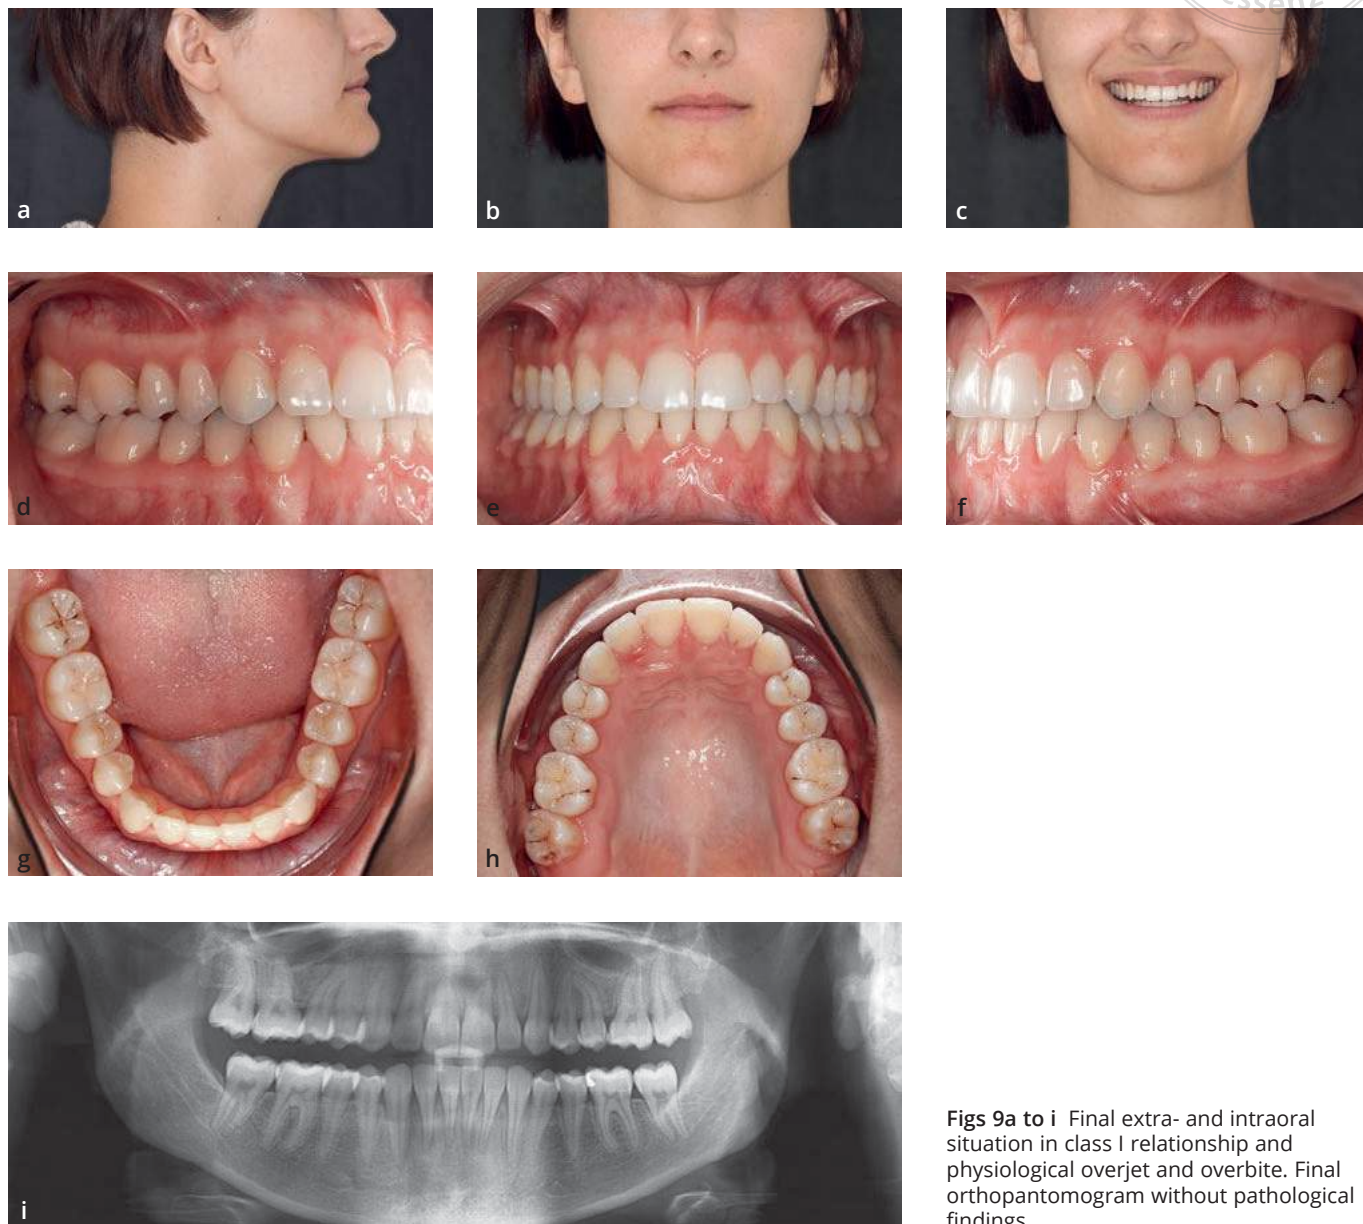 a
b
c
d
e
f
g
h
i
Figs 9a to i Final extra- and intraoral
situation in class I relationship and
physiological overjet and overbite. Final
orthopantomogram without pathological
findings